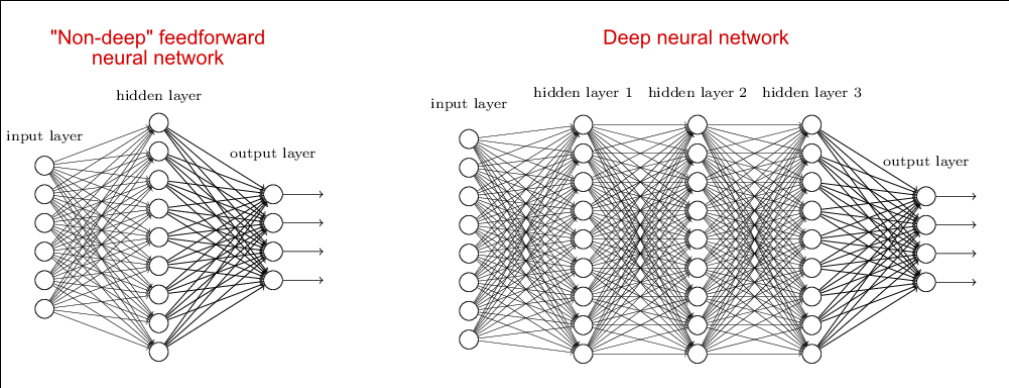 "Non-deep" feedforward
neural network
hidden layer
input layer
output layer
Deep neural network
hidden layer 1 hidden layer 2 hidden layer 3
input layer
output layer